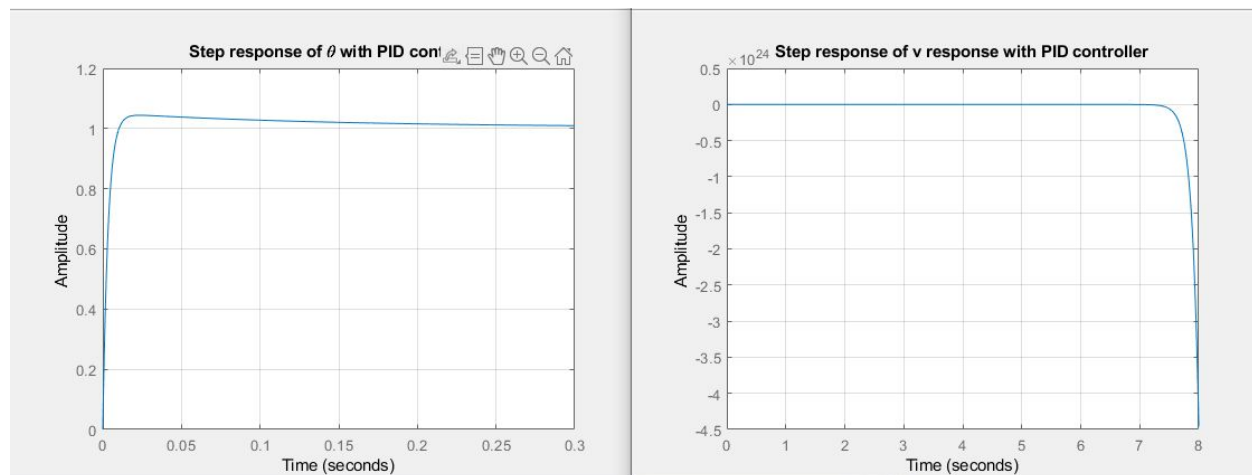 Step response of θ with PID con
1.2
1
0.8
0.6
0.4
0.2
0
Amplitude
0 0.05 0.1 0.15 0.2 0.25 0.3
Time (seconds)
×10^24 Step response of v response with PID controller
0.5
0
-0.5
-1
-1.5
-2
-2.5
-3
-3.5
-4
-4.5
Amplitude
0 1 2 3 4 5 6 7 8
Time (seconds)